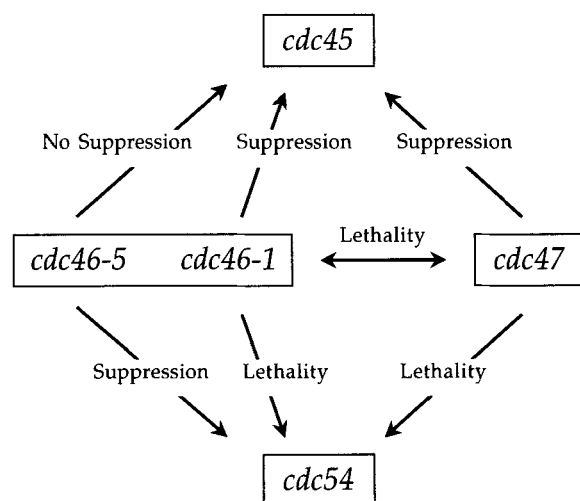 cdc45
No Suppression Suppression Suppression
Lethality
cdc46-5 cdc46-1 cdc47
Suppression Lethality Lethality
cdc54